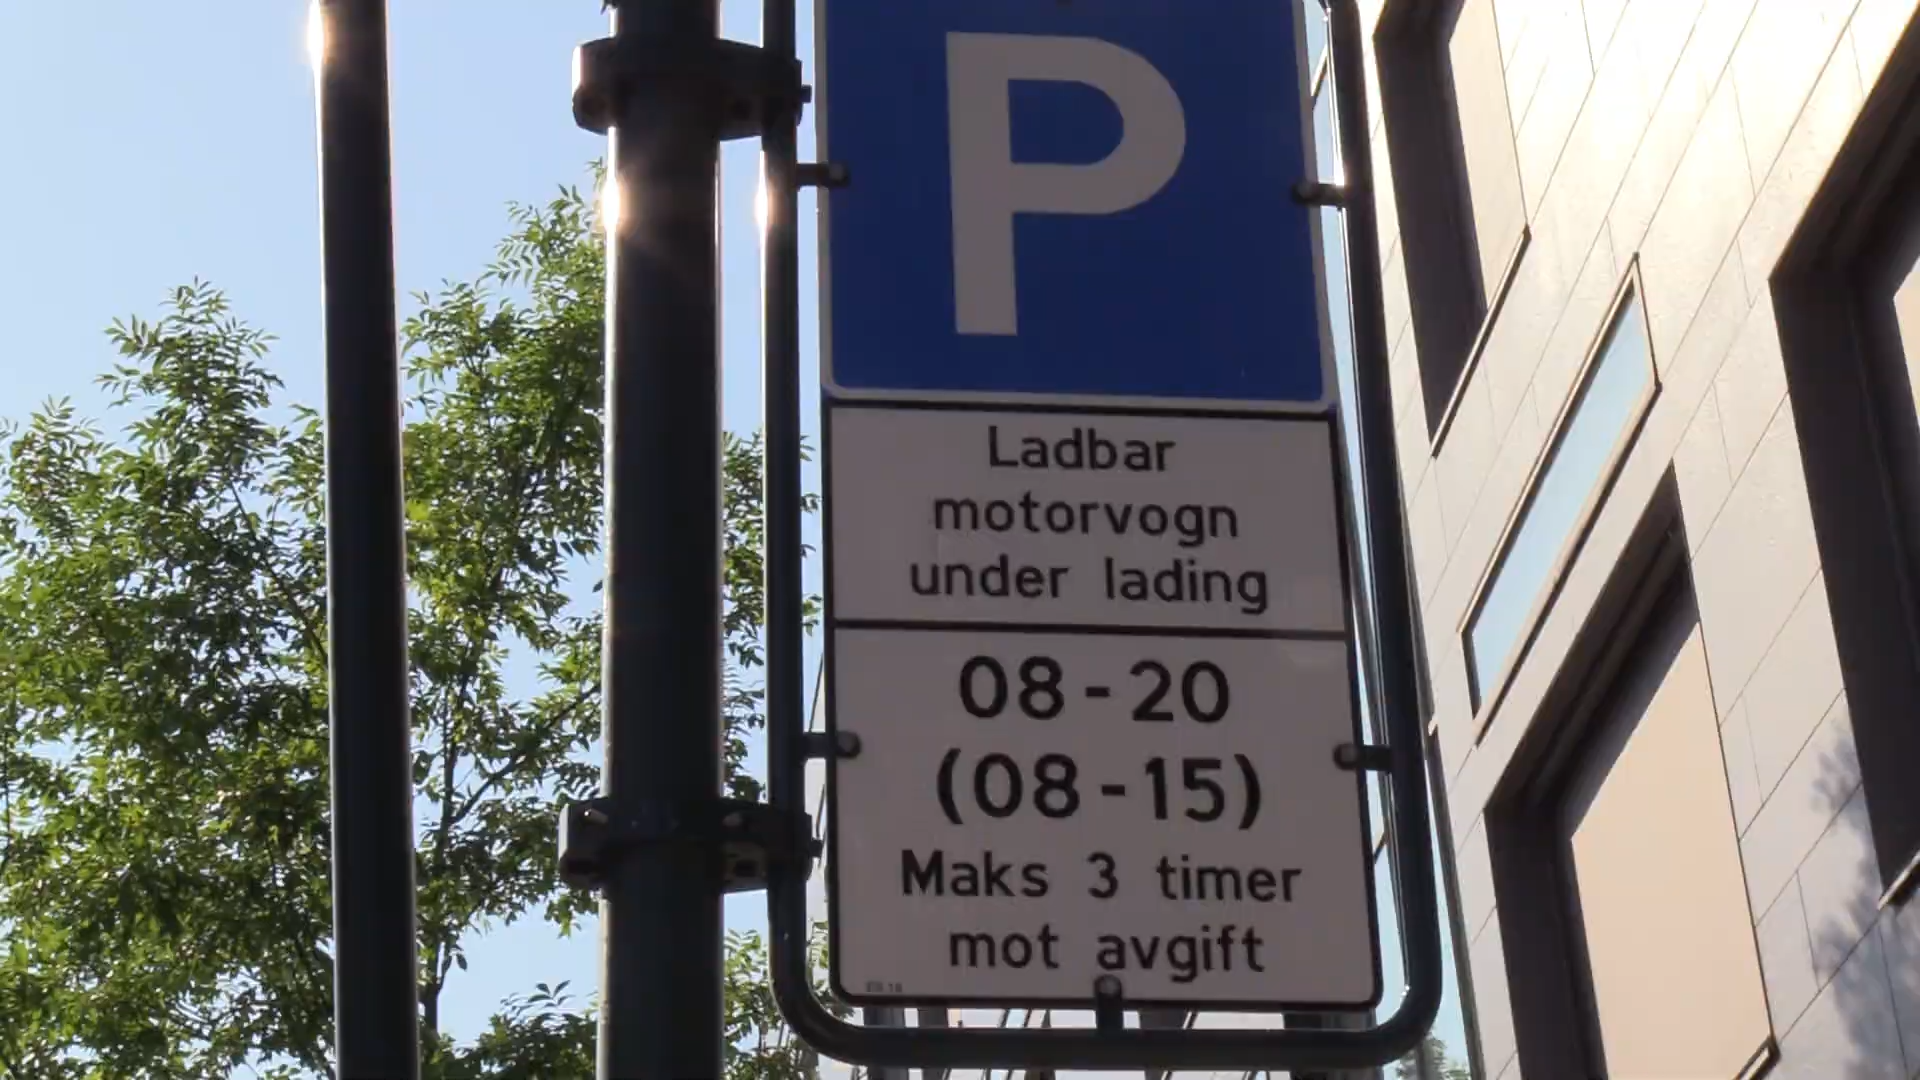 P
Ladbar
motorvogn
under lading
08-20
(08-15)
Maks 3 timer
mot avgift